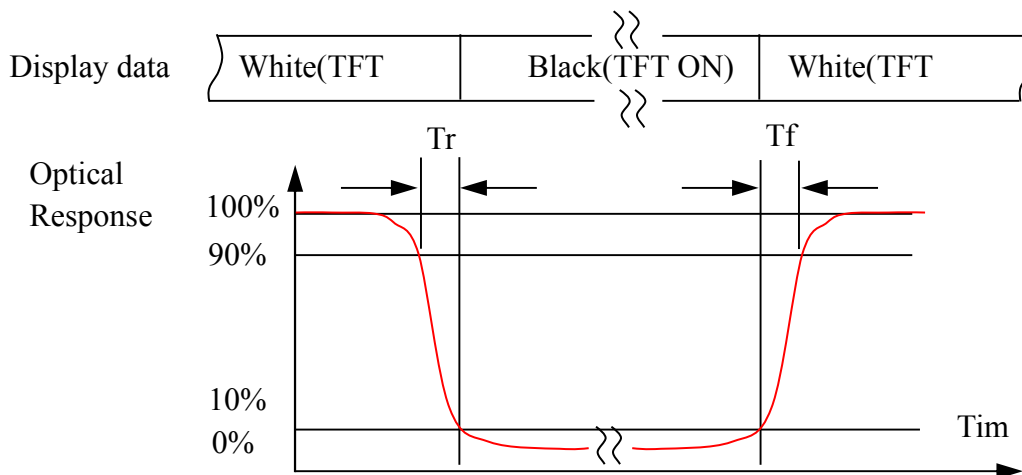 Display data
White(TFT
Black(TFT ON)
White(TFT
Tr
Tf
Optical
Response
100%
90%
10%
0%
Tim